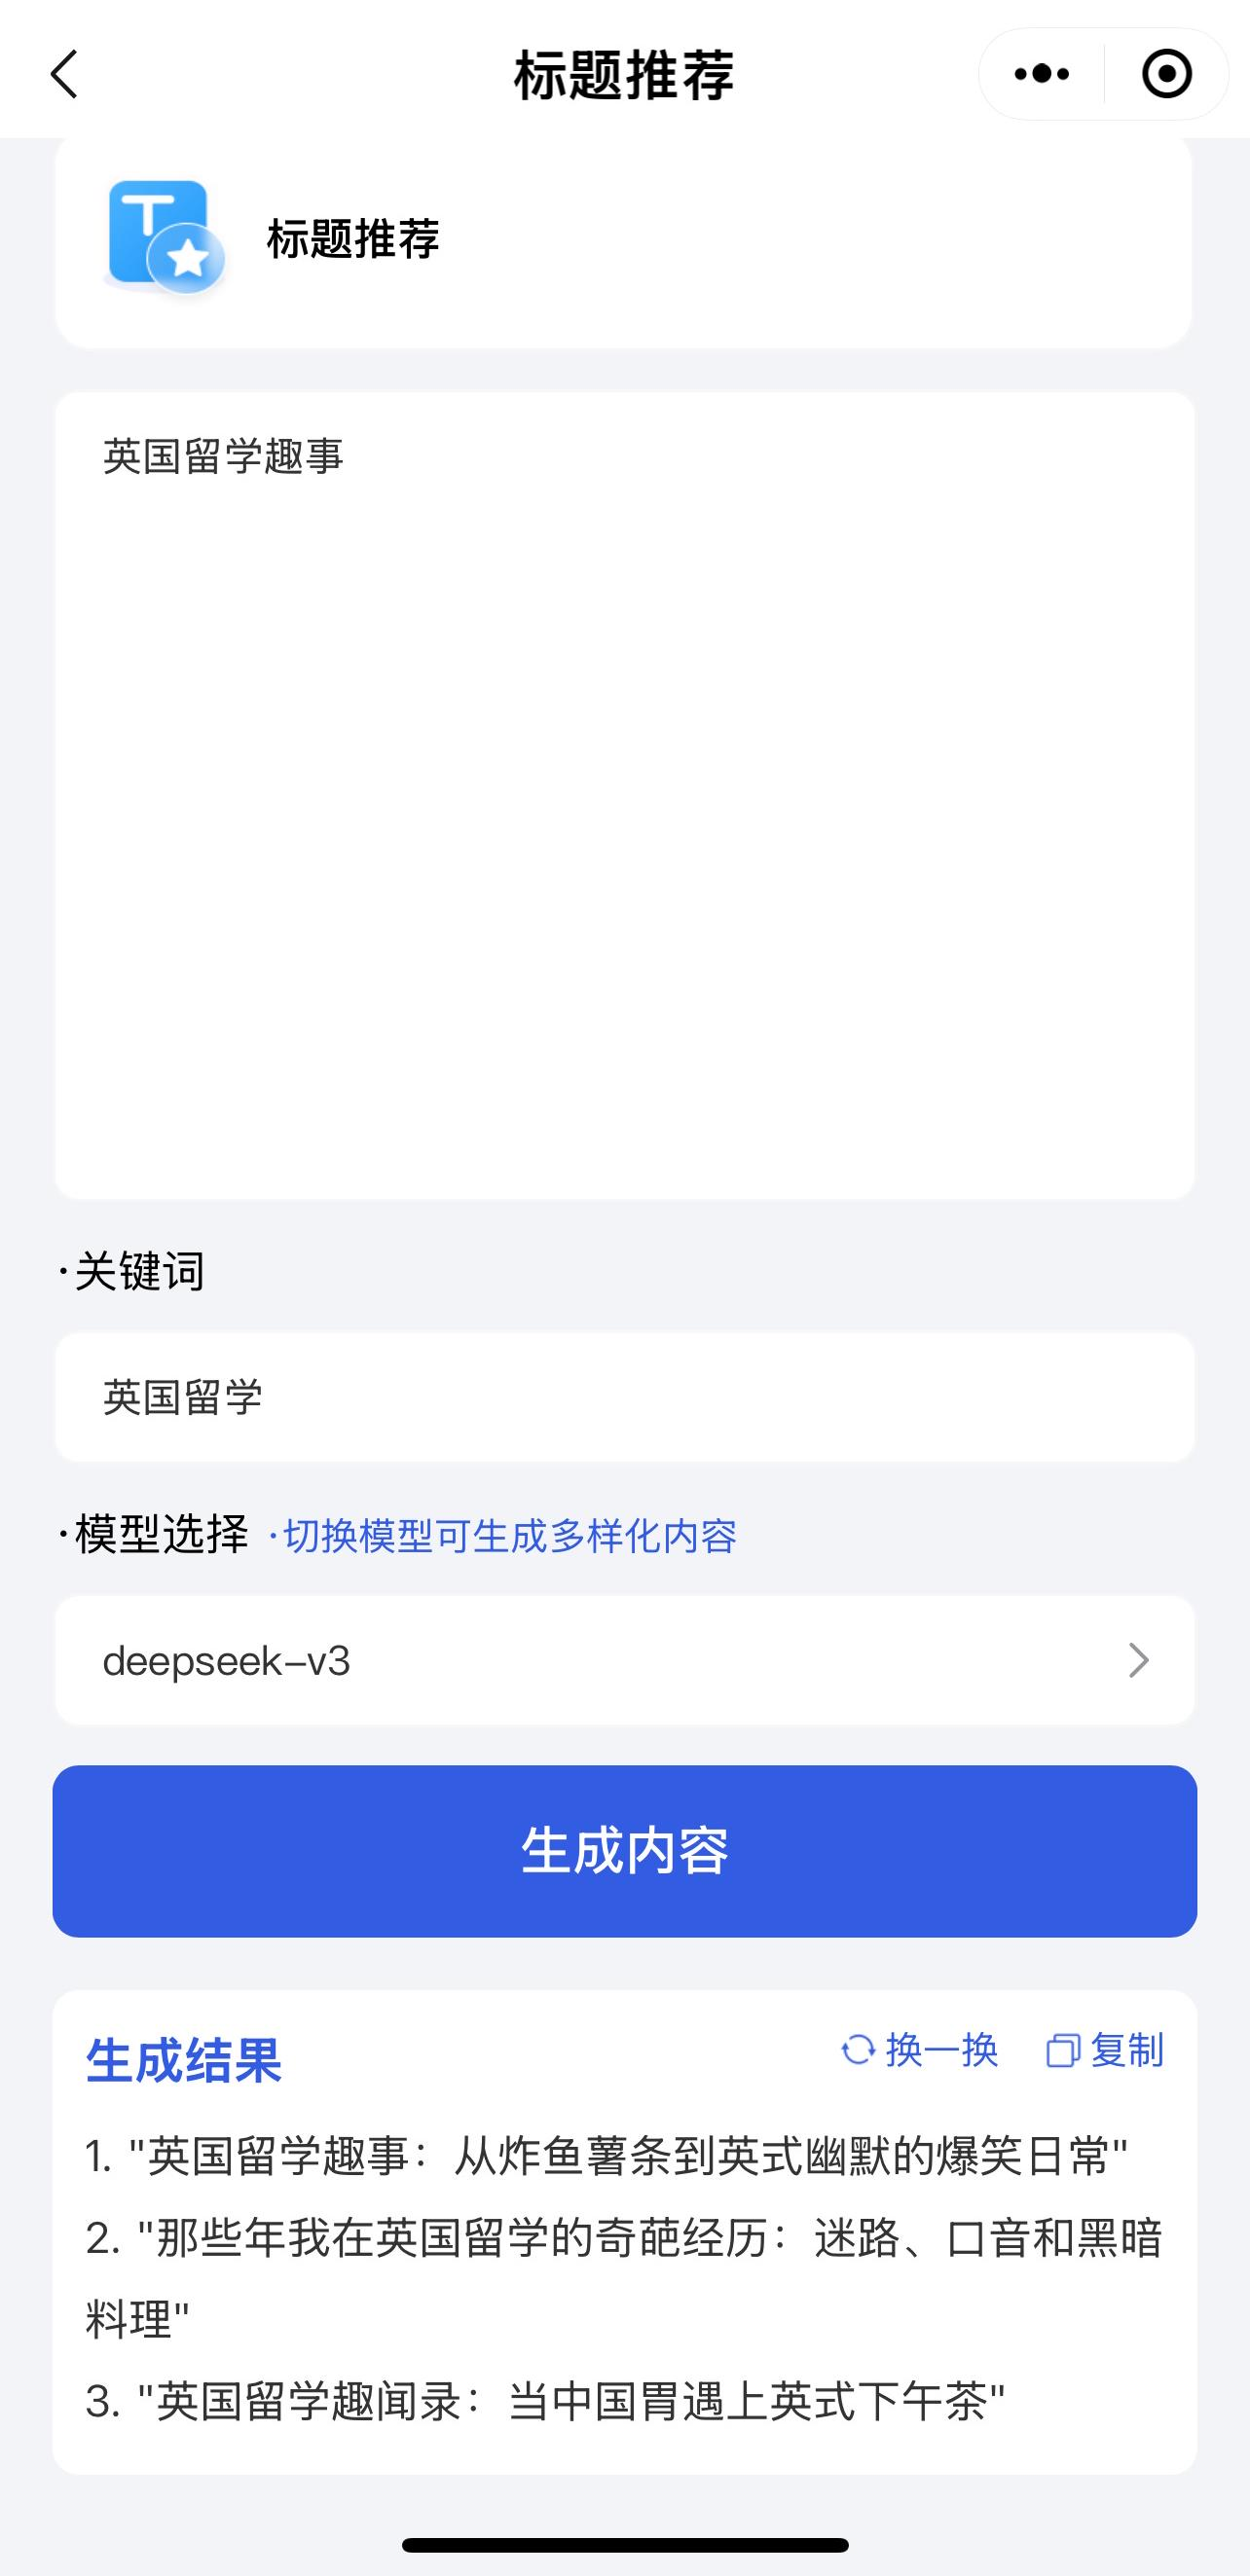 标题推荐
标题推荐
英国留学趣事
·关键词
英国留学
·模型选择 ·切换模型可生成多样化内容
deepseek-v3
生成内容
生成结果 换一换 复制
1. "英国留学趣事：从炸鱼薯条到英式幽默的爆笑日常"
2. "那些年我在英国留学的奇葩经历：迷路、口音和黑暗
料理"
3. "英国留学趣闻录：当中国胃遇上英式下午茶"